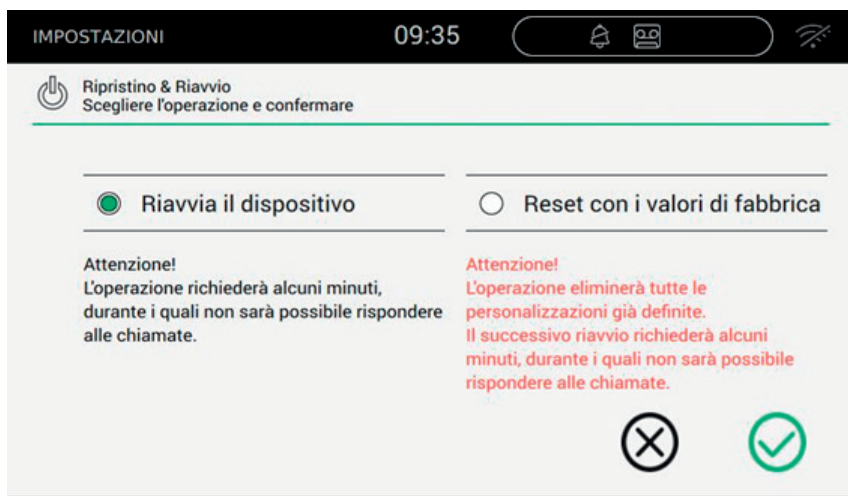 IMPOSTAZIONI
09:35
Ripristino & Riavvio
Scegliere l'operazione e confermare
Riavvia il dispositivo
Attenzione!
L'operazione richiederà alcuni minuti,
durante i quali non sarà possibile rispondere
alle chiamate.
Reset con i valori di fabbrica
Attenzione!
L'operazione eliminerà tutte le
personalizzazioni già definite.
Il successivo riavvio richiederà alcuni
minuti, durante i quali non sarà possibile
rispondere alle chiamate.